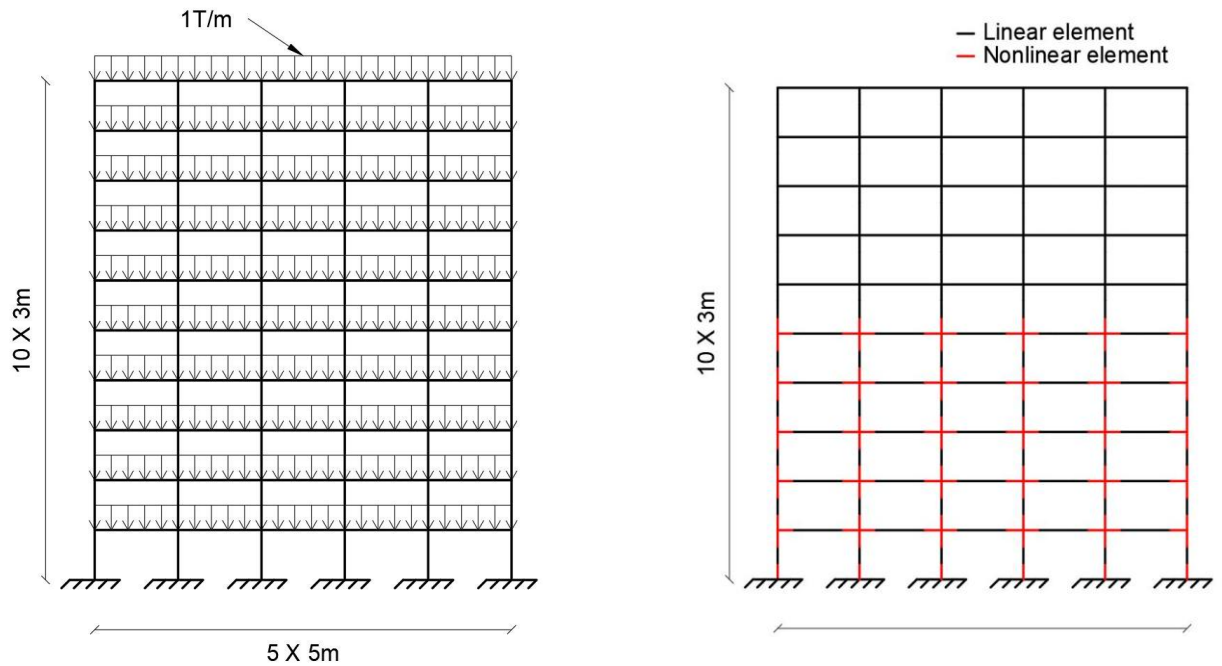 1T/m
10 X 3m
5 X 5m
Linear element
Nonlinear element
10 X 3m